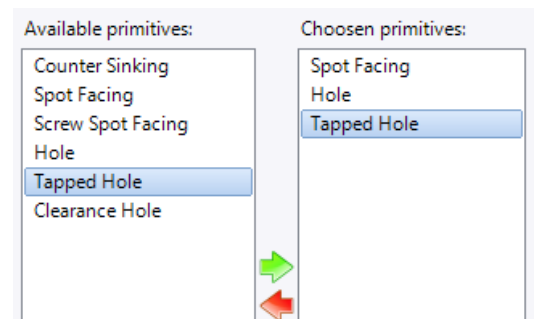 Available primitives:
Counter Sinking
Spot Facing
Screw Spot Facing
Hole
Tapped Hole
Clearance Hole
Choosen primitives:
Spot Facing
Hole
Tapped Hole